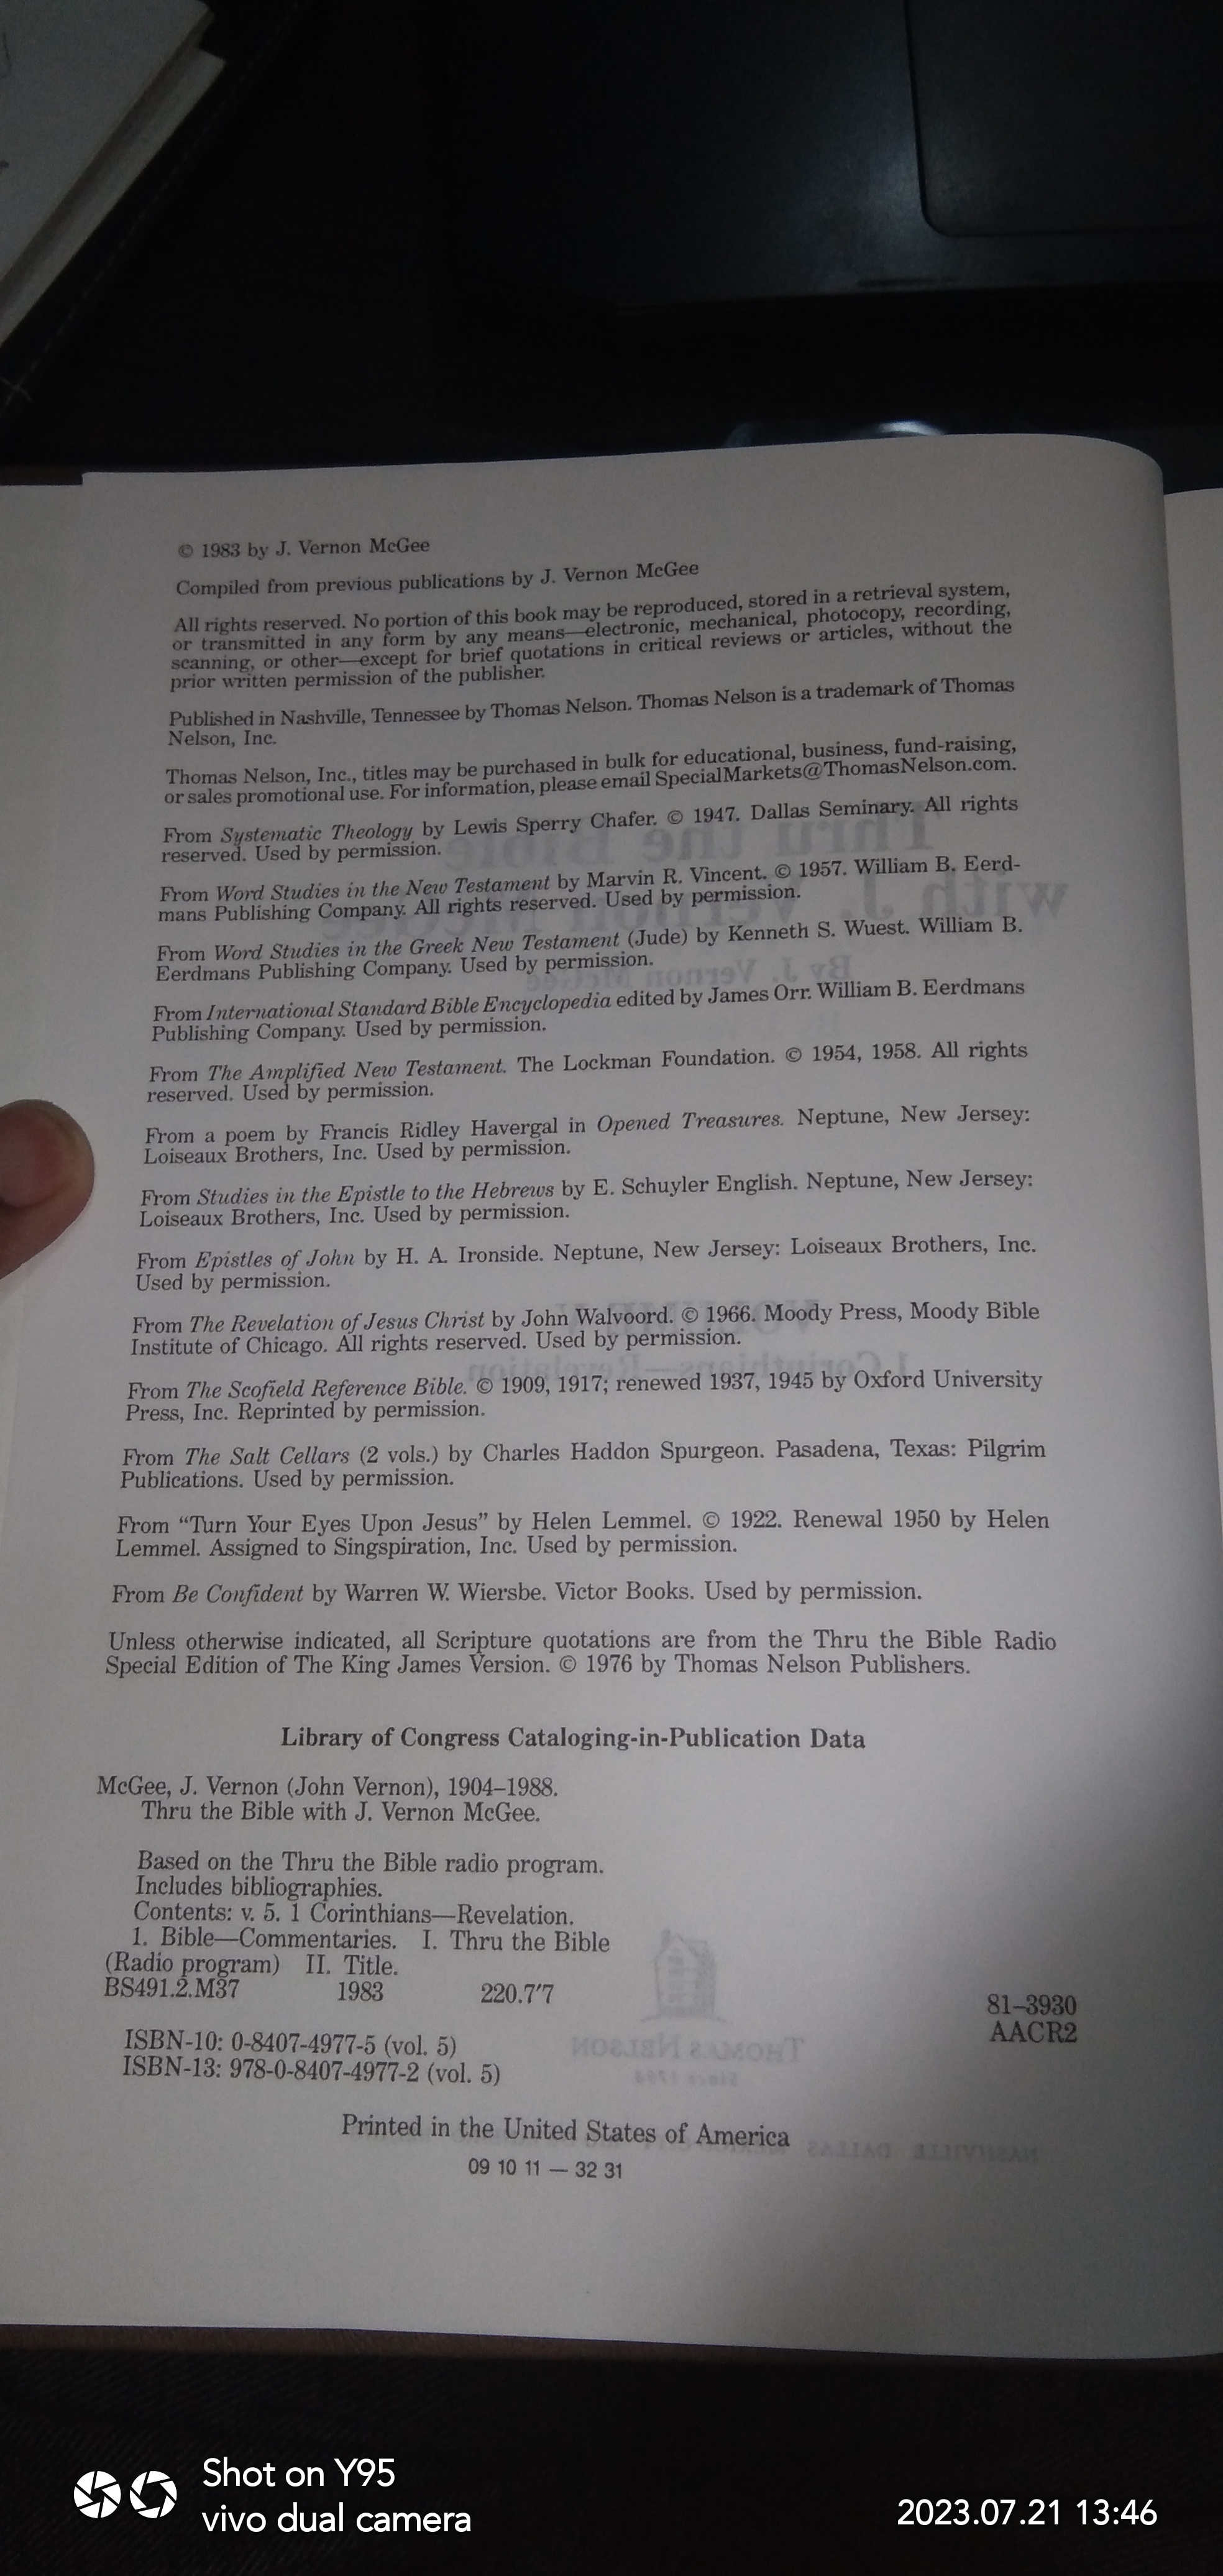 © 1983 by J. Vernon McGee
Compiled from previous publications by J. Vernon McGee
All rights reserved. No portion of this book may be reproduced, stored in a retrieval system,
or transmitted in any form by any means—electronic, mechanical, photocopy, recording,
scanning, or other—except for brief quotations in critical reviews or articles, without the
prior written permission of the publisher.
Published in Nashville, Tennessee by Thomas Nelson. Thomas Nelson is a trademark of Thomas
Nelson, Inc.
Thomas Nelson, Inc., titles may be purchased in bulk for educational, business, fund-raising,
or sales promotional use. For information, please email SpecialMarkets@ThomasNelson.com.
From Systematic Theology by Lewis Sperry Chafer. © 1947. Dallas Seminary. All rights
reserved. Used by permission.
From Word Studies in the New Testament by Marvin R. Vincent. © 1957. William B. Eerd-
mans Publishing Company. All rights reserved. Used by permission.
From Word Studies in the Greek New Testament (Jude) by Kenneth S. Wuest. William B.
Eerdmans Publishing Company. Used by permission.
From International Standard Bible Encyclopedia edited by James Orr. William B. Eerdmans
Publishing Company. Used by permission.
From The Amplified New Testament. The Lockman Foundation. © 1954, 1958. All rights
reserved. Used by permission.
From a poem by Francis Ridley Havergal in Opened Treasures. Neptune, New Jersey:
Loiseaux Brothers, Inc. Used by permission.
From Studies in the Epistle to the Hebrews by E. Schuyler English. Neptune, New Jersey:
Loiseaux Brothers, Inc. Used by permission.
From Epistles of John by H. A. Ironside. Neptune, New Jersey: Loiseaux Brothers, Inc.
Used by permission.
From The Revelation of Jesus Christ by John Walvoord. © 1966. Moody Press, Moody Bible
Institute of Chicago. All rights reserved. Used by permission.
From The Scofield Reference Bible. © 1909, 1917; renewed 1937, 1945 by Oxford University
Press, Inc. Reprinted by permission.
From The Salt Cellars (2 vols.) by Charles Haddon Spurgeon. Pasadena, Texas: Pilgrim
Publications. Used by permission.
From “Turn Your Eyes Upon Jesus” by Helen Lemmel. © 1922. Renewal 1950 by Helen
Lemmel. Assigned to Singspiration, Inc. Used by permission.
From Be Confident by Warren W. Wiersbe. Victor Books. Used by permission.
Unless otherwise indicated, all Scripture quotations are from the Thru the Bible Radio
Special Edition of The King James Version. © 1976 by Thomas Nelson Publishers.
Library of Congress Cataloging-in-Publication Data
McGee, J. Vernon (John Vernon), 1904–1988.
Thru the Bible with J. Vernon McGee.
Based on the Thru the Bible radio program.
Includes bibliographies.
Contents: v. 5. 1 Corinthians—Revelation.
1. Bible—Commentaries. I. Thru the Bible
(Radio program) II. Title.
BS491.2.M37 1983 220.7′7 81–3930
AACR2
ISBN-10: 0-8407-4977-5 (vol. 5)
ISBN-13: 978-0-8407-4977-2 (vol. 5)
Printed in the United States of America
09 10 11 — 32 31
Shot on Y95
vivo dual camera
2023.07.21 13:46